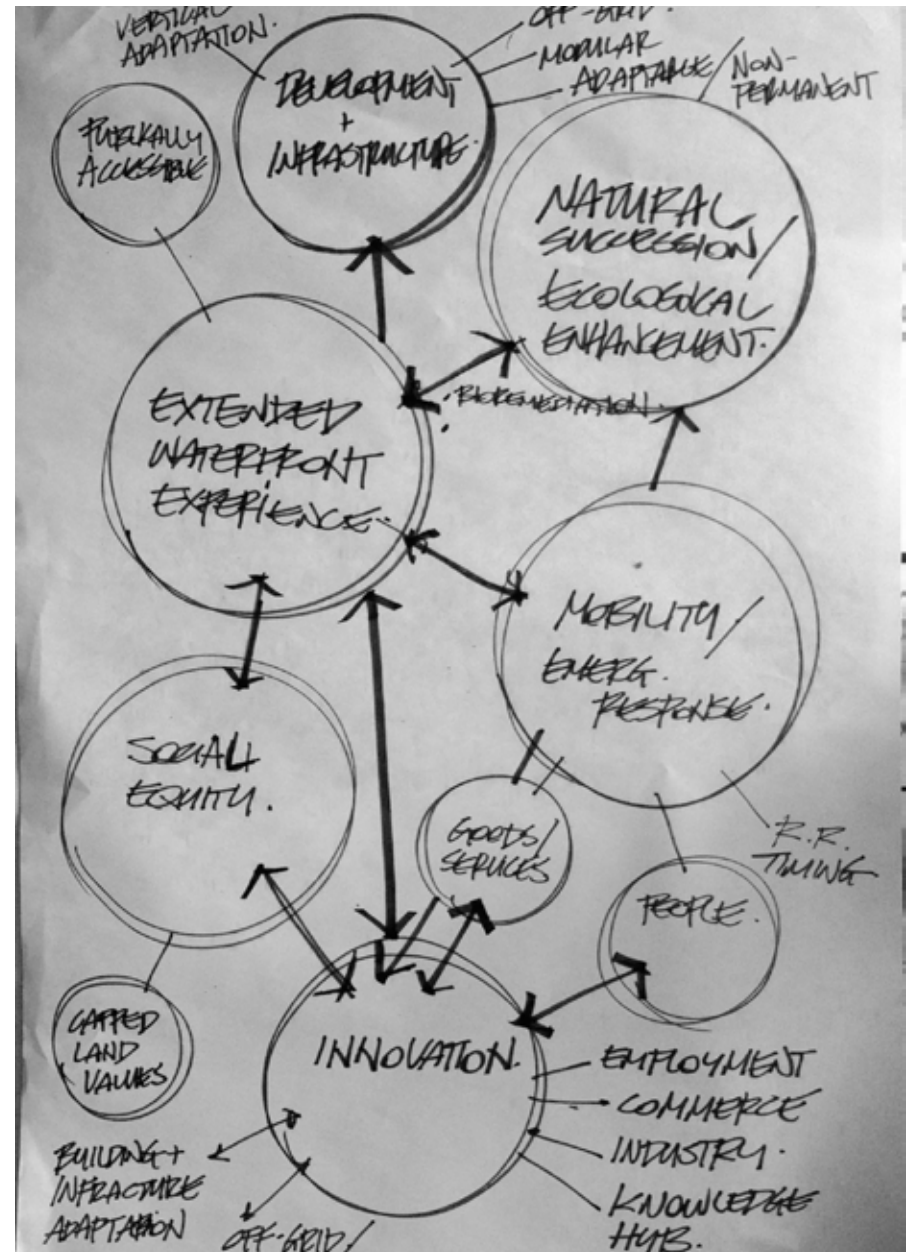 VERTICAL
ADAPTATION.
OFF-GRID.
MODULAR
ADAPTABLE/
NON-
PERMANENT
DEVELOPMENT
+
INFRASTRUCTURE.
PUBLICALLY
ACCESSIBLE
NATURAL
SUCCESSION/
ECOLOGICAL
ENHANCEMENT.
BIOREMEDIATION
EXTENDED
WATERFRONT
EXPERIENCE.
MOBILITY/
EMERG.
RESPONSE.
SOCIAL
EQUITY.
GOODS/
SERVICES
R.R.
TIMING
PEOPLE.
CAPPED
LAND
VALUES
INNOVATION.
EMPLOYMENT
COMMERCE
INDUSTRY.
KNOWLEDGE
HUB.
BUILDING+
INFRACTURE
ADAPTATION
OFF-GRID/